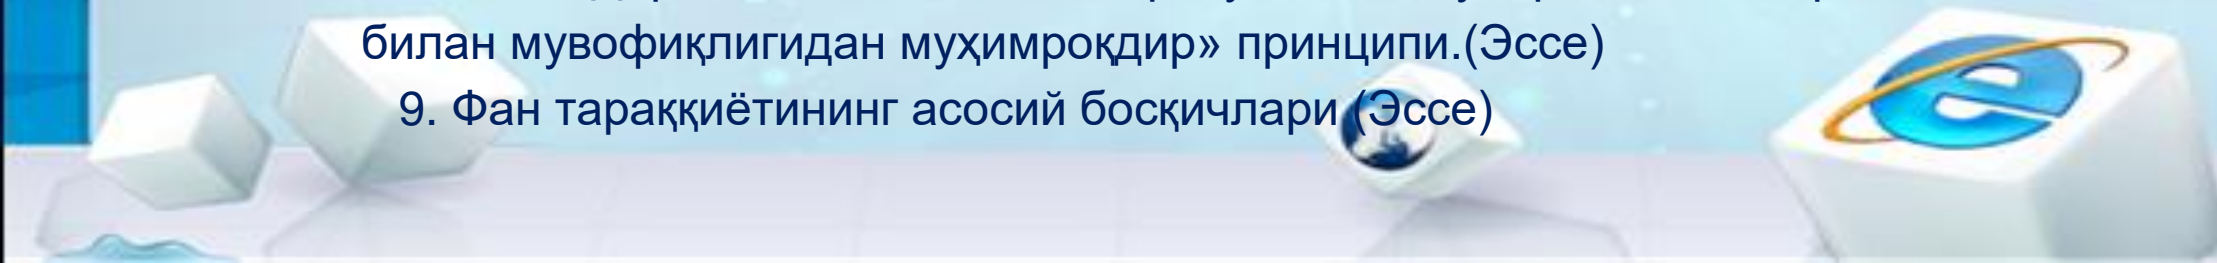 билан мувофиқлигидан муҳимроқдир» принципи.(Эссе)
9. Фан тараққиётининг асосий босқичлари (Эссе)